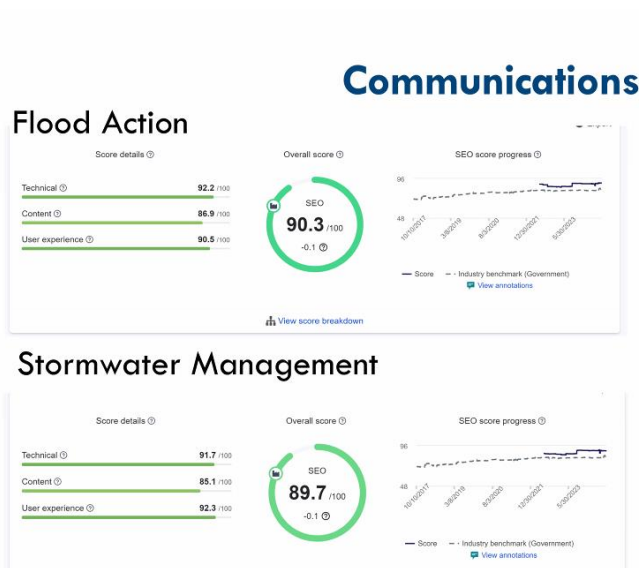 Communications
Flood Action
Score details
Overall score
SEO score progress
Technical 92.2 /100
Content 86.9 /100
User experience 90.5 /100
SEO
90.3 /100
-0.1
96
48
10/10/2017
3/8/2019
8/3/2020
12/30/2021
5/30/2023
Score
Industry benchmark (Government)
View annotations
View score breakdown
Stormwater Management
Score details
Overall score
SEO score progress
Technical 91.7 /100
Content 85.1 /100
User experience 92.3 /100
SEO
89.7 /100
-0.1
96
48
10/10/2017
3/8/2019
8/3/2020
12/30/2021
5/30/2023
Score
Industry benchmark (Government)
View annotations